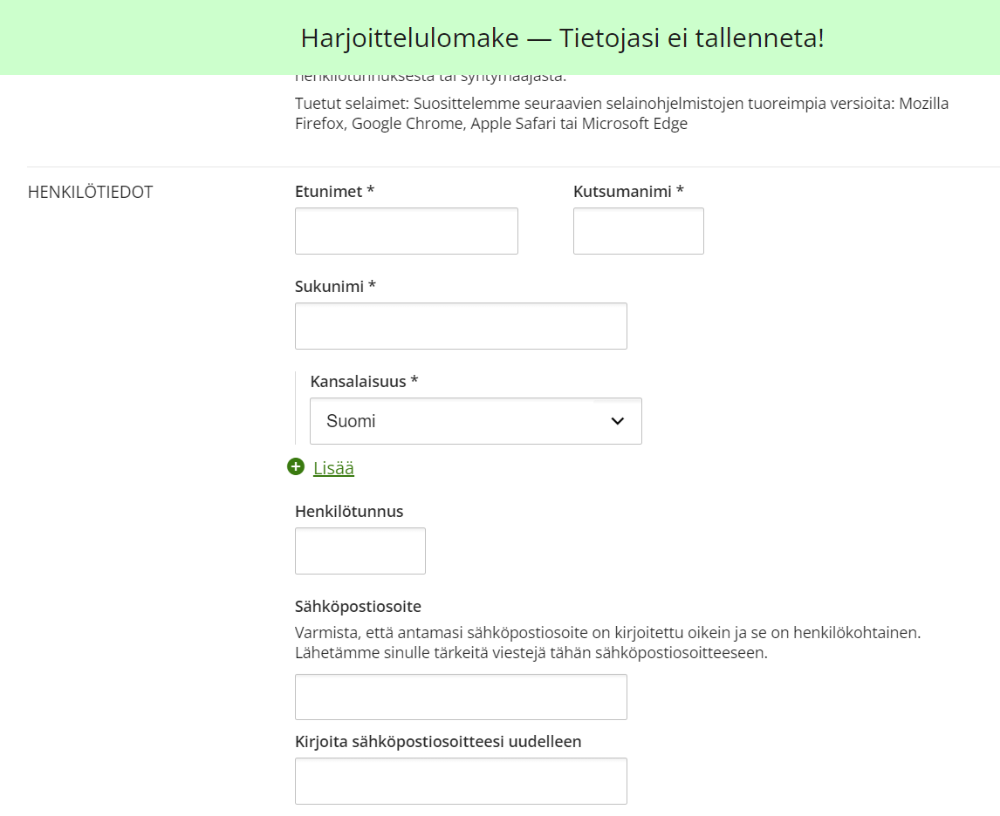 Harjoittelulomake — Tietojasi ei tallenneta!
henkilötunnuksesta tai syntymäajasta.
Tuetut selaimet: Suosittelemme seuraavien selainohjelmistojen tuoreimpia versioita: Mozilla
Firefox, Google Chrome, Apple Safari tai Microsoft Edge
HENKILÖTIEDOT
Etunimet * Kutsumanimi *
Sukunimi *
Kansalaisuus *
Suomi
Lisää
Henkilötunnus
Sähköpostiosoite
Varmista, että antamasi sähköpostiosoite on kirjoitettu oikein ja se on henkilökohtainen.
Lähetämme sinulle tärkeitä viestejä tähän sähköpostiosoitteeseen.
Kirjoita sähköpostiosoitteesi uudelleen